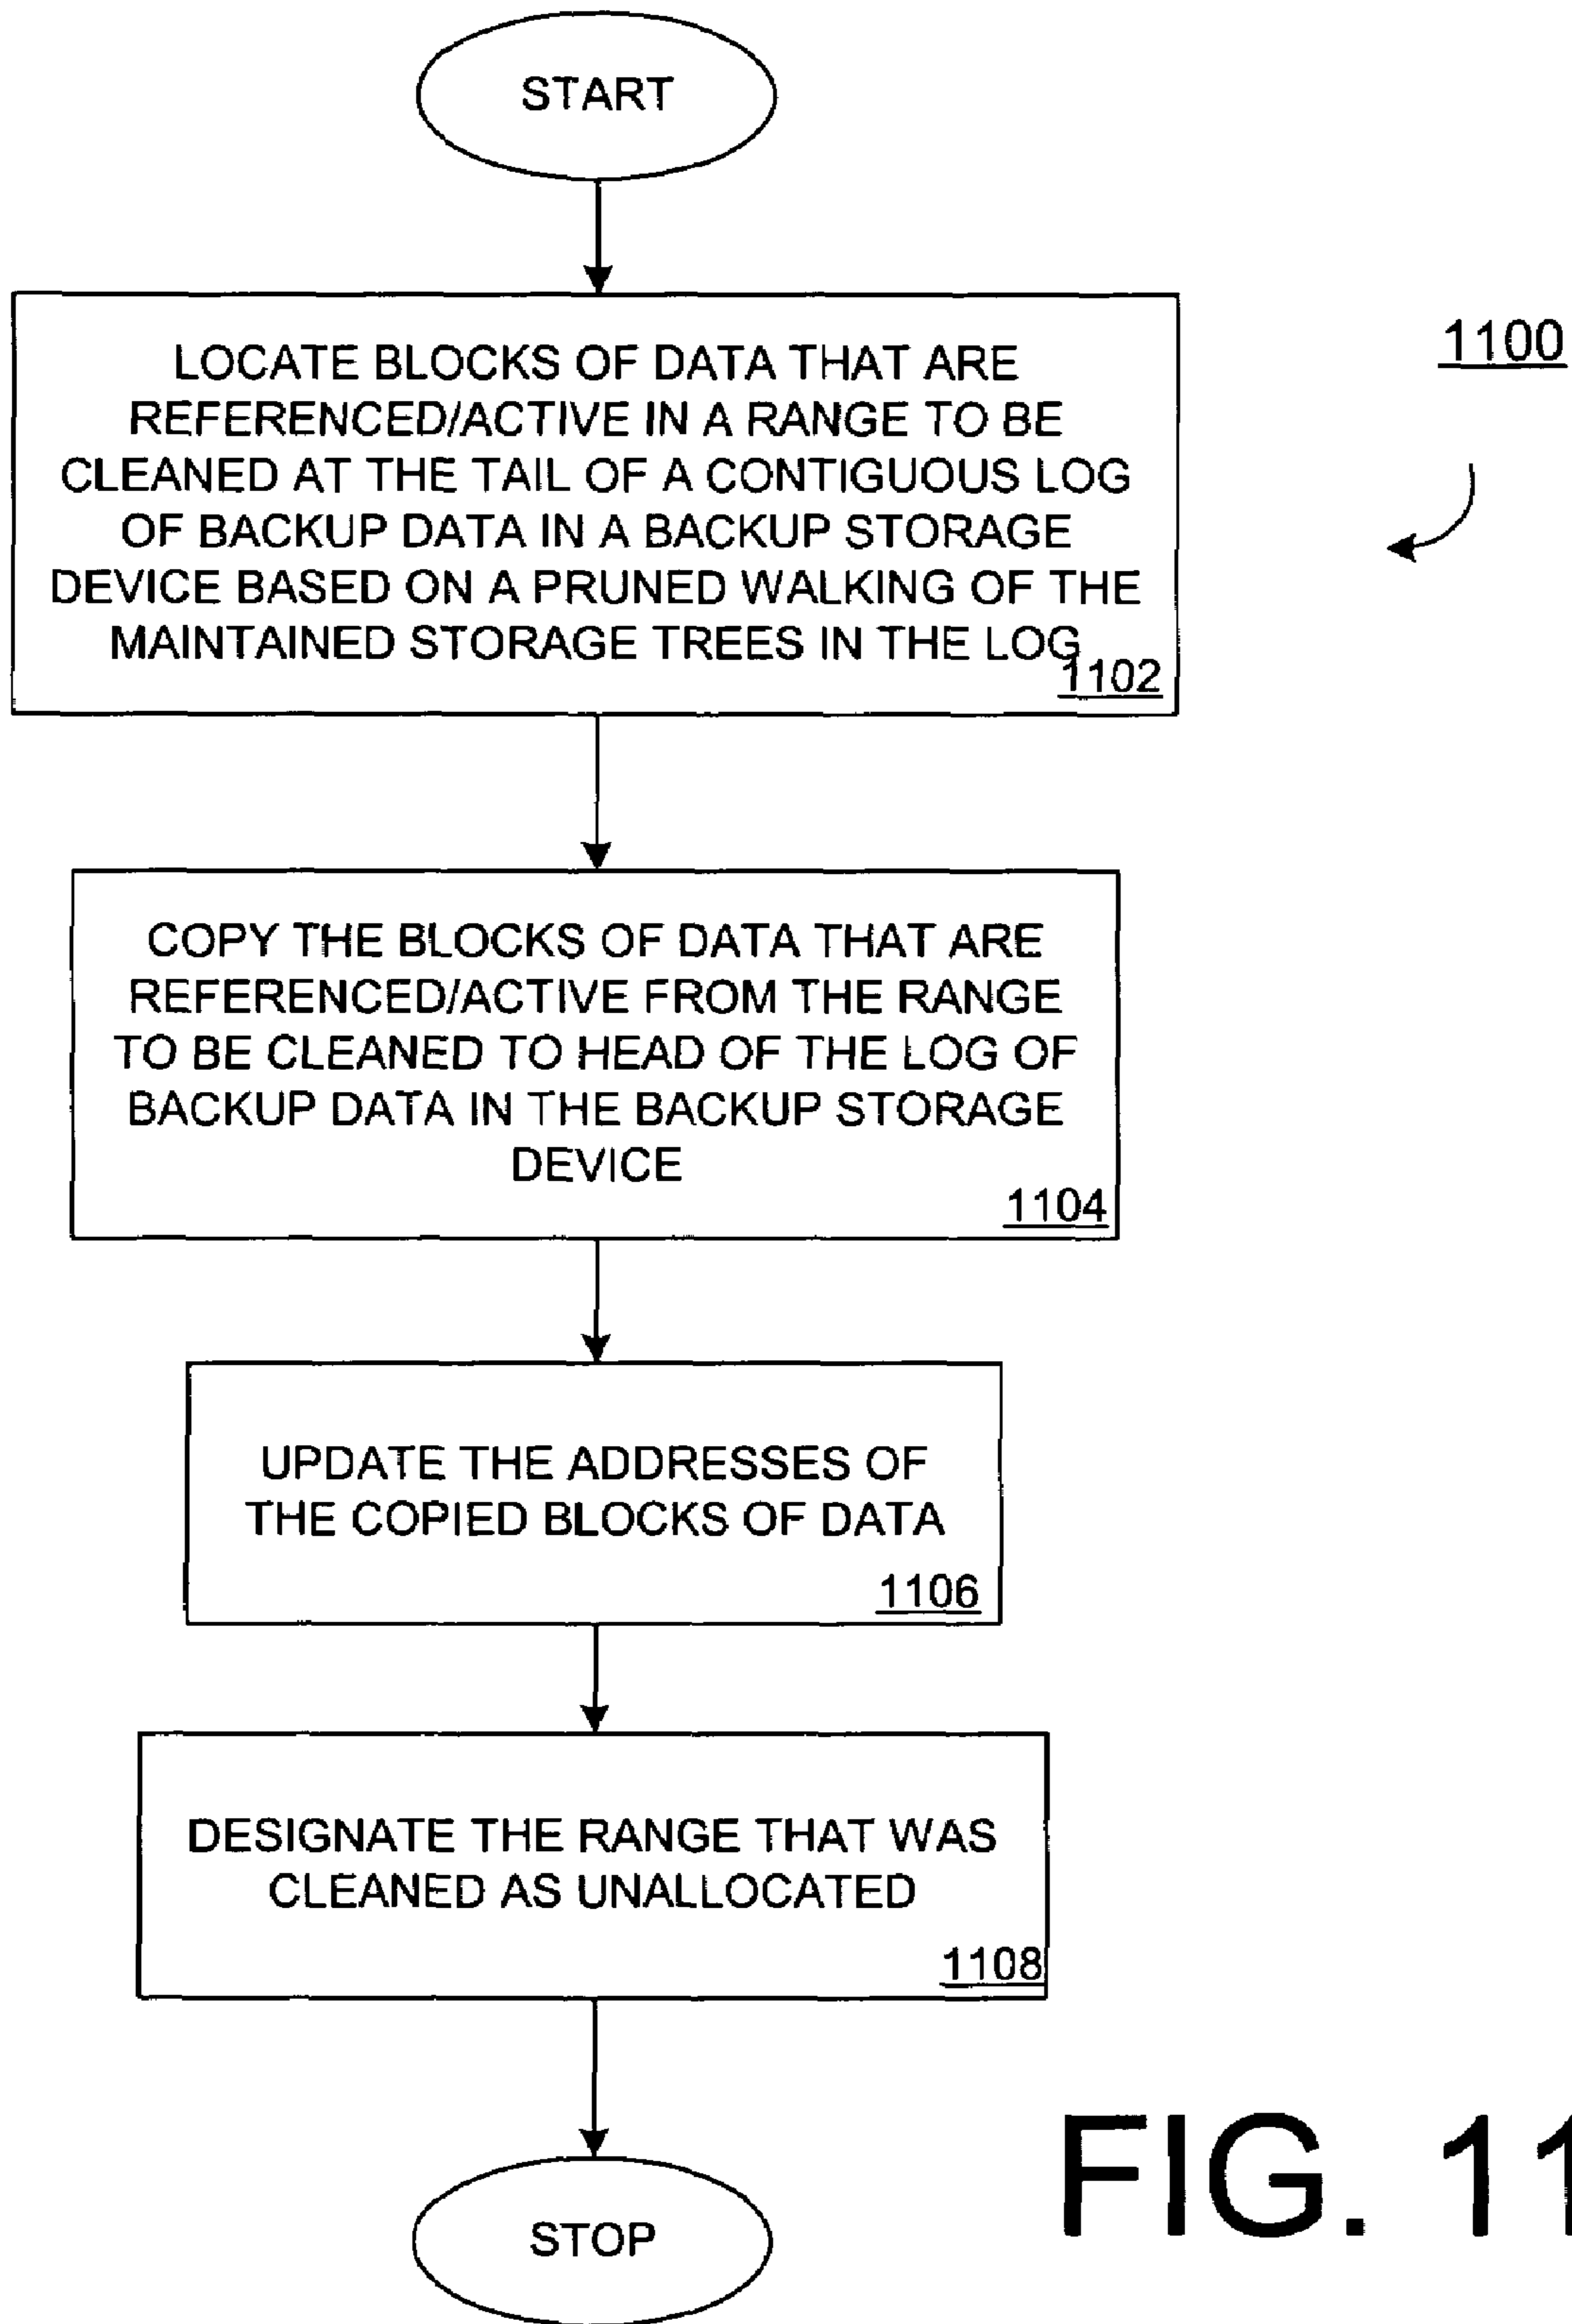 START
LOCATE BLOCKS OF DATA THAT ARE
REFERENCED/ACTIVE IN A RANGE TO BE
CLEANED AT THE TAIL OF A CONTIGUOUS LOG
OF BACKUP DATA IN A BACKUP STORAGE
DEVICE BASED ON A PRUNED WALKING OF THE
MAINTAINED STORAGE TREES IN THE LOG
1102
1100
COPY THE BLOCKS OF DATA THAT ARE
REFERENCED/ACTIVE FROM THE RANGE
TO BE CLEANED TO HEAD OF THE LOG OF
BACKUP DATA IN THE BACKUP STORAGE
DEVICE
1104
UPDATE THE ADDRESSES OF
THE COPIED BLOCKS OF DATA
1106
DESIGNATE THE RANGE THAT WAS
CLEANED AS UNALLOCATED
1108
STOP
FIG. 11